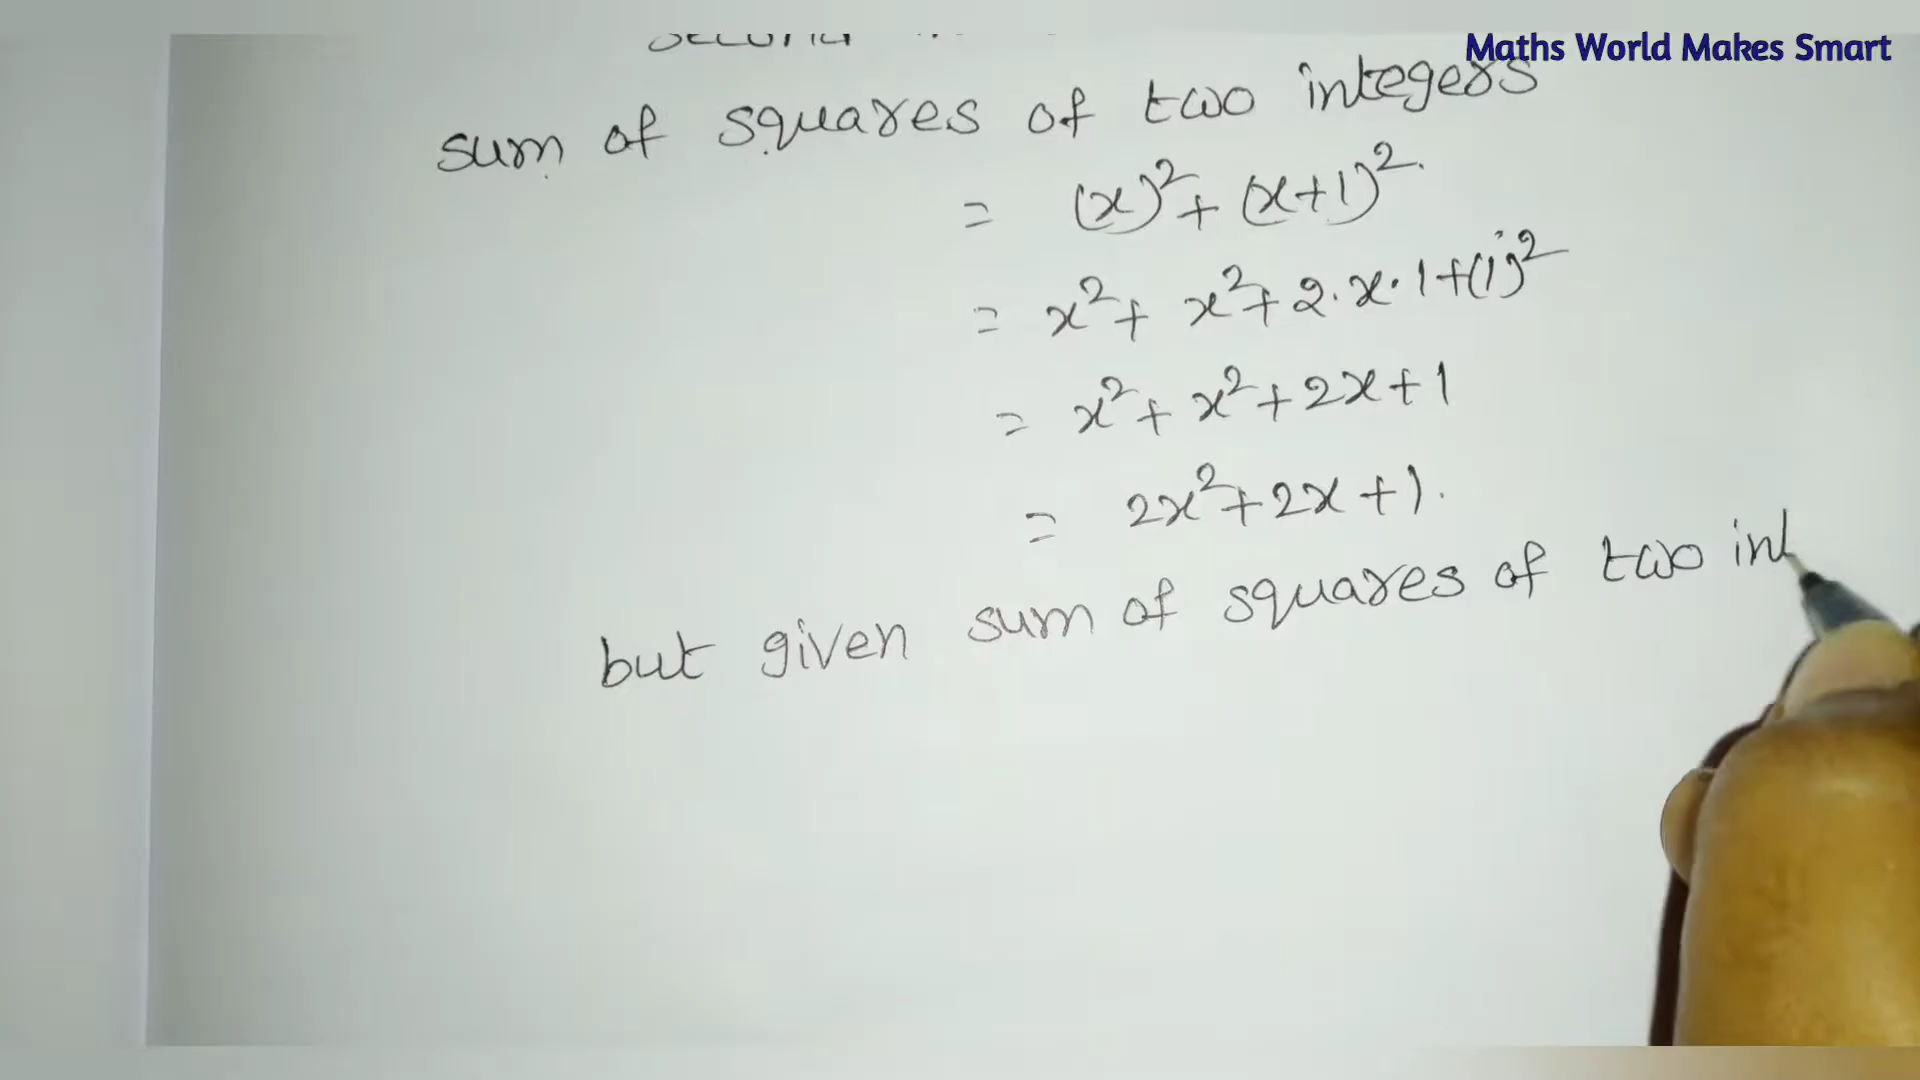 Maths World Makes Smart
sum of squares of two integers
= (x)²+ (x+1)².
= x²+ x²+2.x.1+(1)²
= x²+ x²+2x+1
= 2x²+2x+1.
but given sum of squares of two int